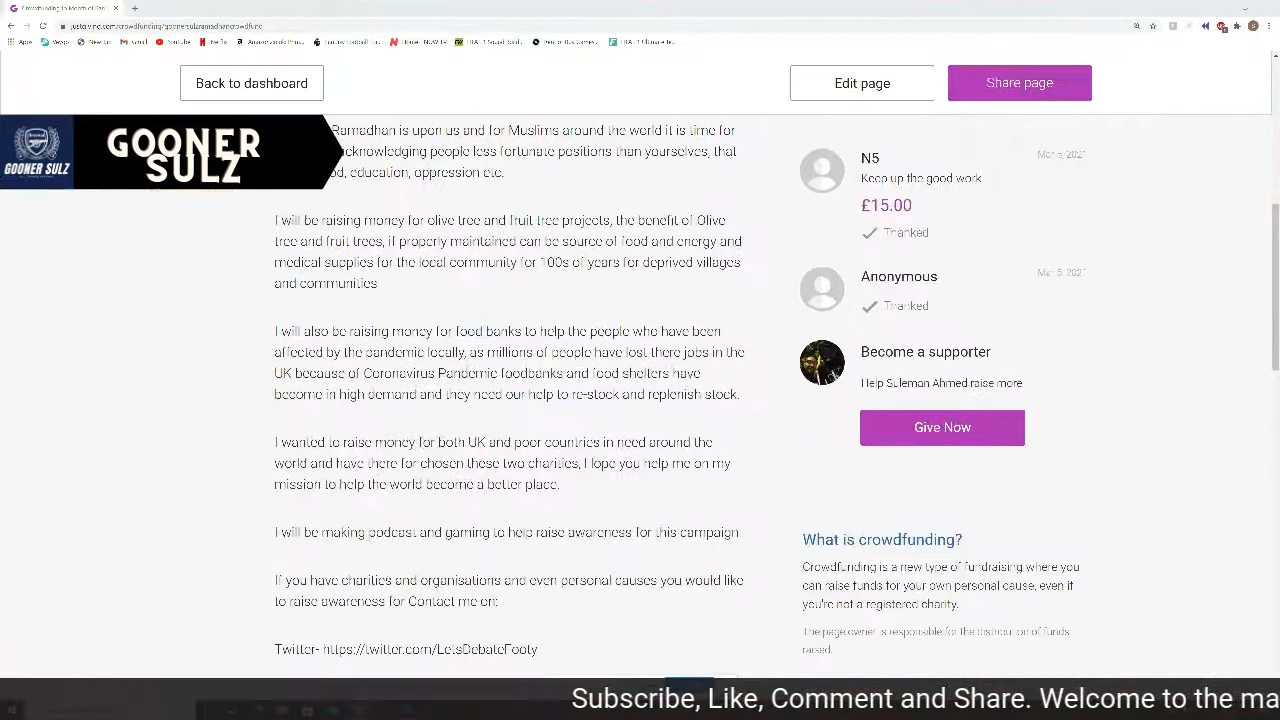 justgiving.com/crowdfunding/goonersulzramadhancrowdfund
Apps
Gmail
YouTube
Back to dashboard
Edit page
Share page
GOONER SULZ
GOONER
SULZ
Ramadhan is upon us and for Muslims around the world it is time for
acknowledging people less fortunate positions than yourselves, that
education, oppression etc.
I will be raising money for olive tree and fruit tree projects, the benefit of Olive
tree and fruit trees, if properly maintained can be source of food and energy and
medical supplies for the local community for 100s of years for deprived villages
and communities
I will also be raising money for food banks to help the people who have been
affected by the pandemic locally, as millions of people have lost there jobs in the
UK because of Coronavirus Pandemic foodbanks and food shelters have
become in high demand and they need our help to re-stock and replenish stock.
I wanted to raise money for both UK and poor countries in need around the
world and have there for chosen these two charities, I hope you help me on my
mission to help the world become a better place.
I will be making podcast and gaming to help raise awareness for this campaign
If you have charities and organisations and even personal causes you would like
to raise awareness for Contact me on:
Twitter- https://twitter.com/LetsDebateFooty
N5
Mar 5, 2021
Keep up the good work
£15.00
Thanked
Anonymous
Mar 5, 2021
Thanked
Become a supporter
Help Suleman Ahmed raise more
Give Now
What is crowdfunding?
Crowdfunding is a new type of fundraising where you
can raise funds for your own personal cause, even if
you're not a registered charity.
The page owner is responsible for the distribution of funds
raised.
Subscribe, Like, Comment and Share. Welcome to the ma